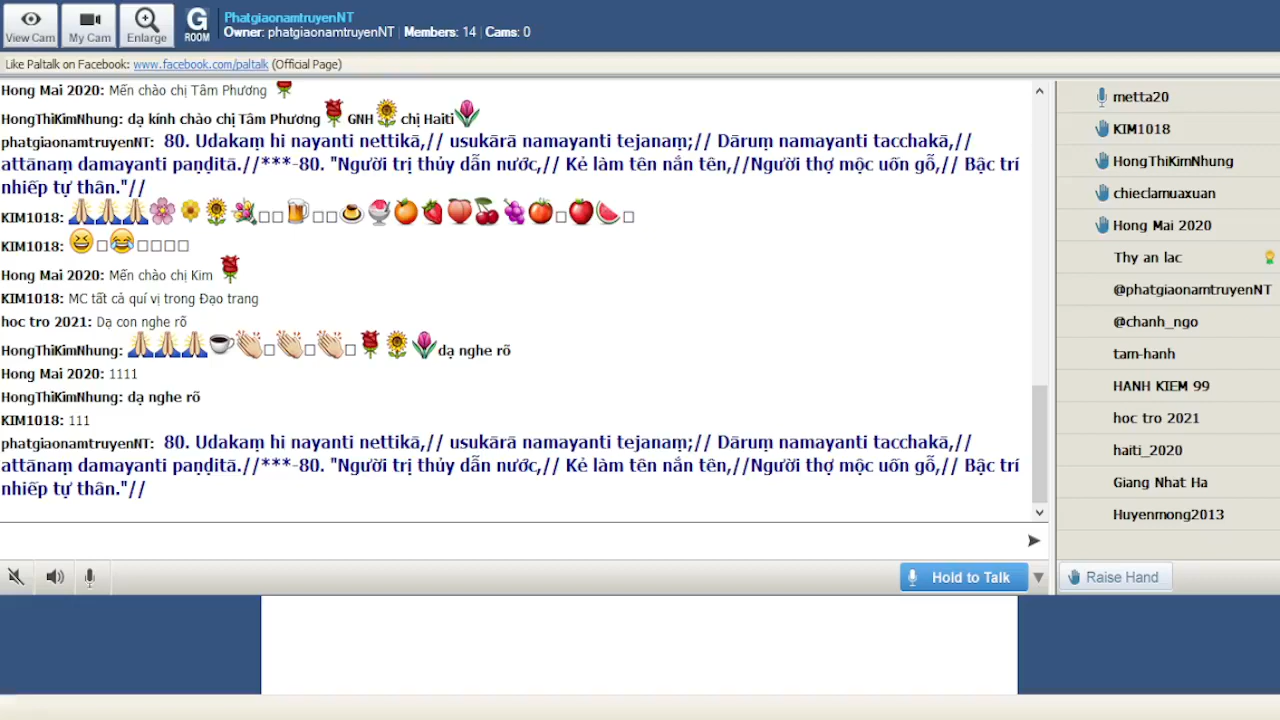 View Cam
My Cam
Enlarge
G
ROOM
PhatgiaonamtruyenNT
Owner: phatgiaonamtruyenNT | Members: 14 | Cams: 0
Like Paltalk on Facebook: www.facebook.com/paltalk (Official Page)
Hong Mai 2020: Mến chào chị Tâm Phương
HongThiKimNhung: dạ kính chào chị Tâm Phương GNH chị Haiti
phatgiaonamtruyenNT: 80. Udakaṃ hi nayanti nettikā,// usukārā namayanti tejanaṃ;// Dāruṃ namayanti tacchakā,//
attānaṃ damayanti paṇḍitā.//***-80. "Người trị thủy dẫn nước,// Kẻ làm tên nắn tên,//Người thợ mộc uốn gỗ,// Bậc trí
nhiếp tự thân."//
KIM1018:
KIM1018:
Hong Mai 2020: Mến chào chị Kim
KIM1018: MC tất cả quí vị trong Đạo trang
hoc tro 2021: Dạ con nghe rõ
HongThiKimNhung: dạ nghe rõ
Hong Mai 2020: 1111
HongThiKimNhung: dạ nghe rõ
KIM1018: 111
phatgiaonamtruyenNT: 80. Udakaṃ hi nayanti nettikā,// usukārā namayanti tejanaṃ;// Dāruṃ namayanti tacchakā,//
attānaṃ damayanti paṇḍitā.//***-80. "Người trị thủy dẫn nước,// Kẻ làm tên nắn tên,//Người thợ mộc uốn gỗ,// Bậc trí
nhiếp tự thân."//
Hold to Talk
metta20
KIM1018
HongThiKimNhung
chieclamuaxuan
Hong Mai 2020
Thy an lac
@phatgiaonamtruyenNT
@chanh_ngo
tam-hanh
HANH KIEM 99
hoc tro 2021
haiti_2020
Giang Nhat Ha
Huyenmong2013
Raise Hand